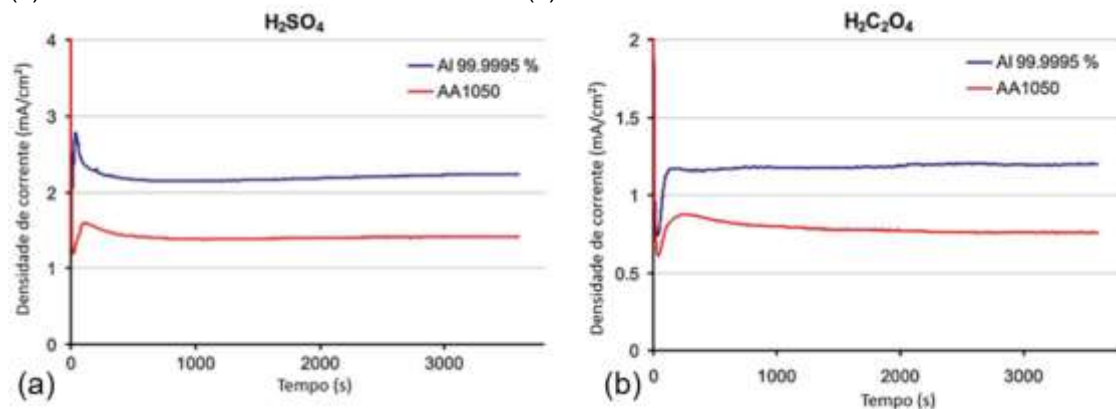 H₂SO₄
Densidade de corrente (mA/cm²)
4
3
2
1
0
Al 99.9995 %
AA1050
0
1000
2000
3000
Tempo (s)
(a)
H₂C₂O₄
Densidade de corrente (mA/cm²)
2
1.5
1
0.5
0
Al 99.9995 %
AA1050
0
1000
2000
3000
Tempo (s)
(b)